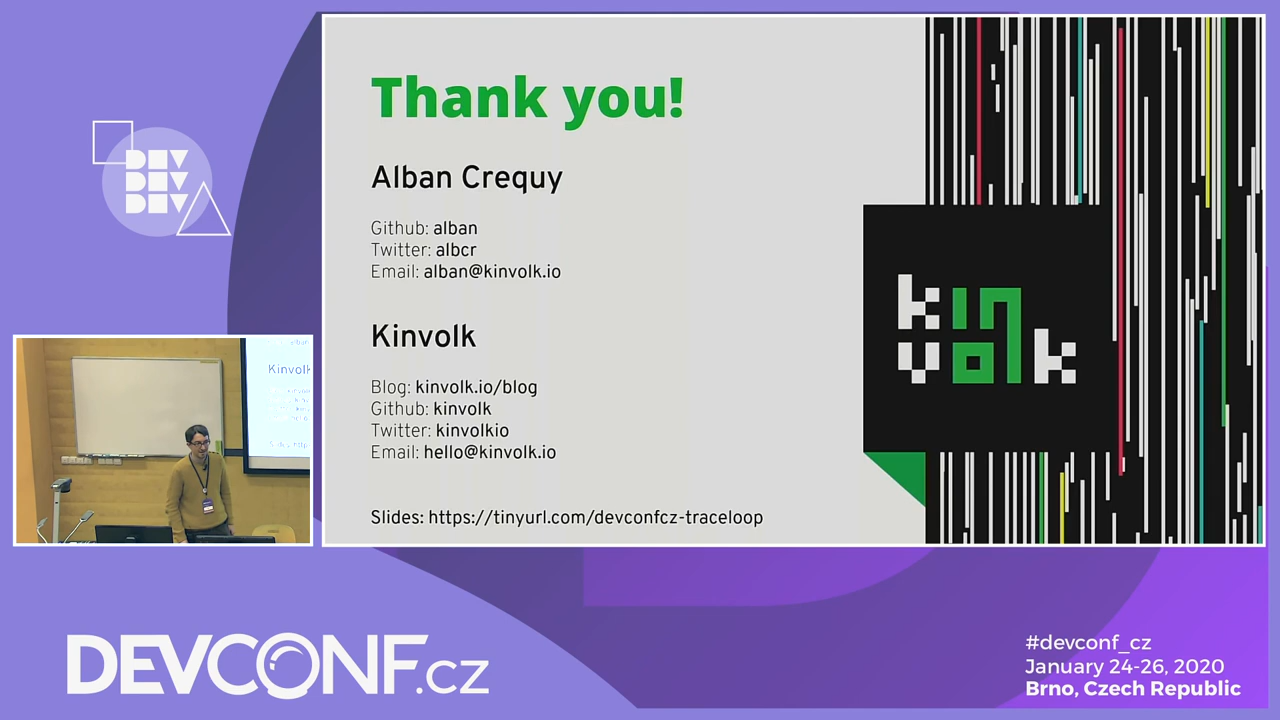 DEV
DEV
DEV
Thank you!
Alban Crequy
Github: alban
Twitter: albcr
Email: alban@kinvolk.io
Kinvolk
Blog: kinvolk.io/blog
Github: kinvolk
Twitter: kinvolkio
Email: hello@kinvolk.io
Slides: https://tinyurl.com/devconfcz-traceloop
kin
volk
Kinvolk
DEVCONF.cz
#devconf_cz
January 24-26, 2020
Brno, Czech Republic